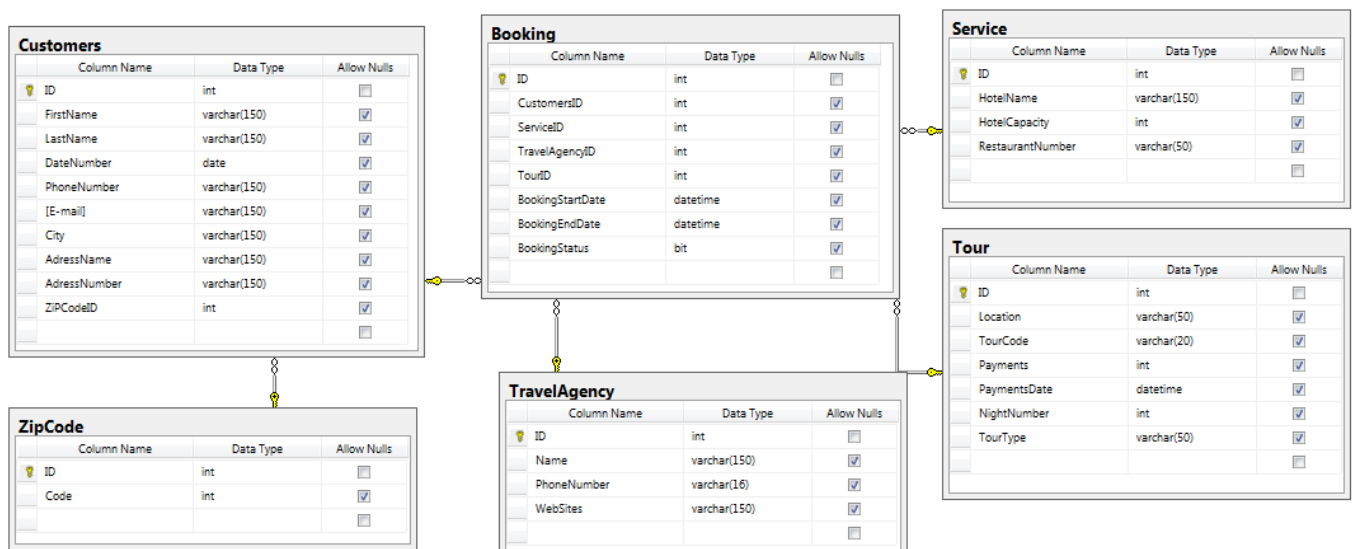 Customers
Column Name Data Type Allow Nulls
ID int
FirstName varchar(150)
LastName varchar(150)
DateNumber date
PhoneNumber varchar(150)
[E-mail] varchar(150)
City varchar(150)
AdressName varchar(150)
AdressNumber varchar(150)
ZiPCodeID int
Booking
Column Name Data Type Allow Nulls
ID int
CustomersID int
ServiceID int
TravelAgencyID int
TourID int
BookingStartDate datetime
BookingEndDate datetime
BookingStatus bit
Service
Column Name Data Type Allow Nulls
ID int
HotelName varchar(150)
HotelCapacity int
RestaurantNumber varchar(50)
Tour
Column Name Data Type Allow Nulls
ID int
Location varchar(50)
TourCode varchar(20)
Payments int
PaymentsDate datetime
NightNumber int
TourType varchar(50)
ZipCode
Column Name Data Type Allow Nulls
ID int
Code int
TravelAgency
Column Name Data Type Allow Nulls
ID int
Name varchar(150)
PhoneNumber varchar(16)
WebSites varchar(150)